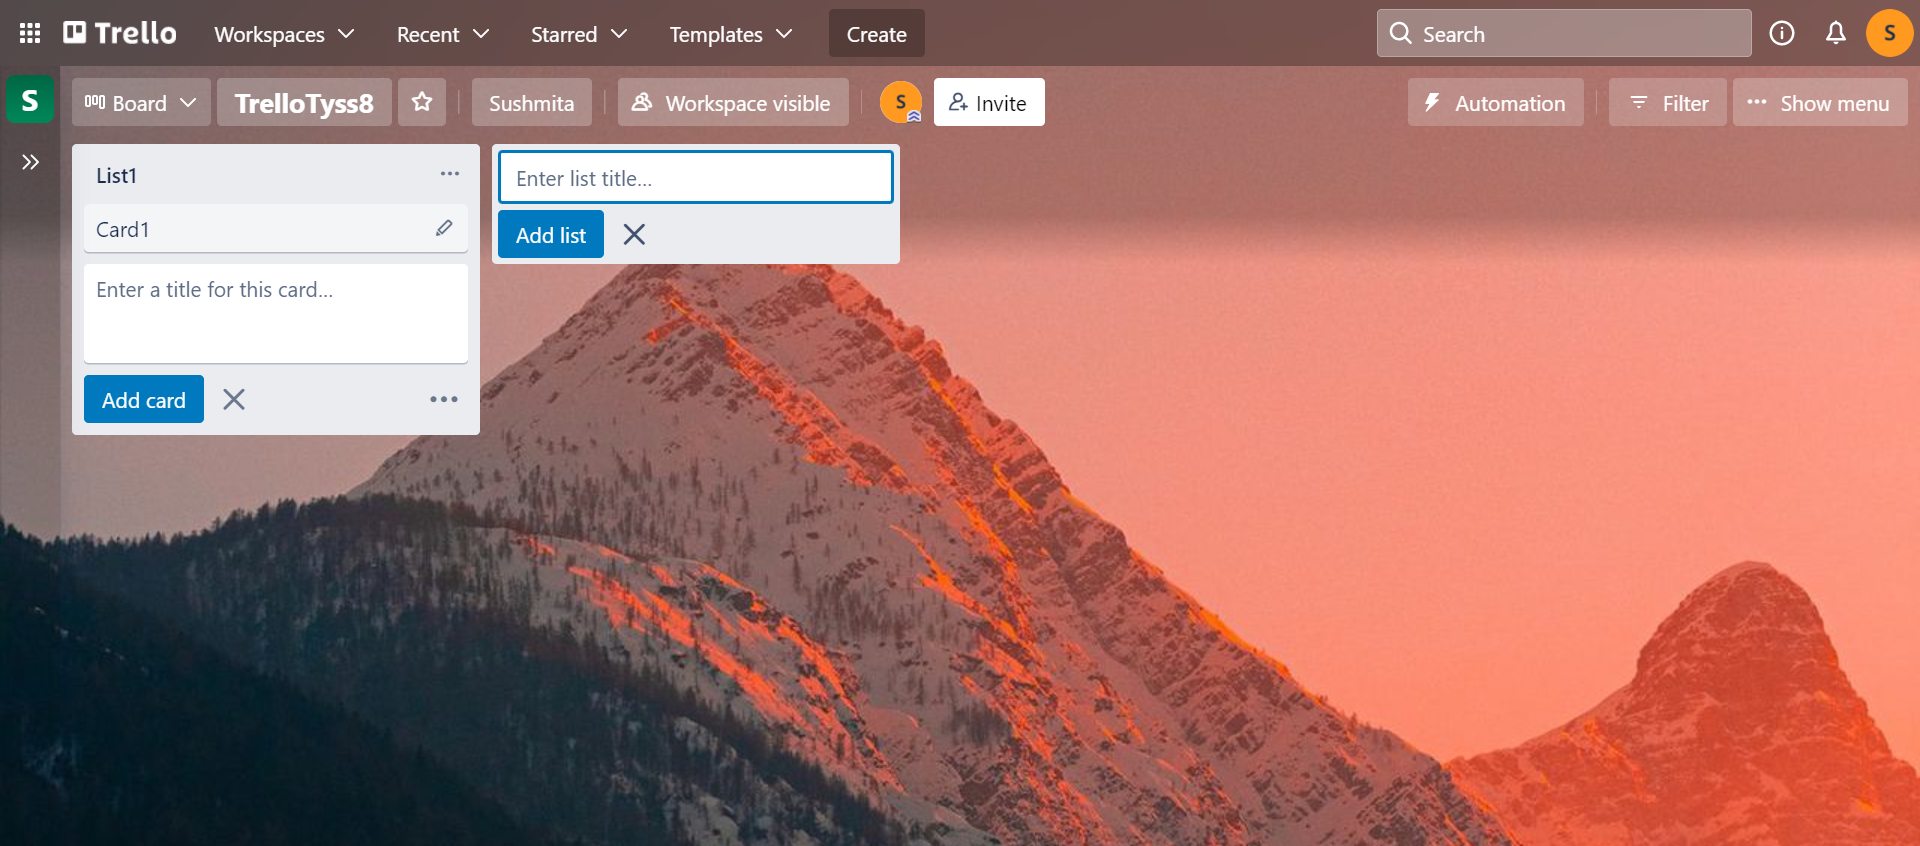 Trello Workspaces Recent Starred Templates Create Search S
S Board TrelloTyss8 Sushmita Workspace visible S Invite Automation Filter Show menu
List1
Card1
Enter a title for this card…
Add card
Enter list title…
Add list